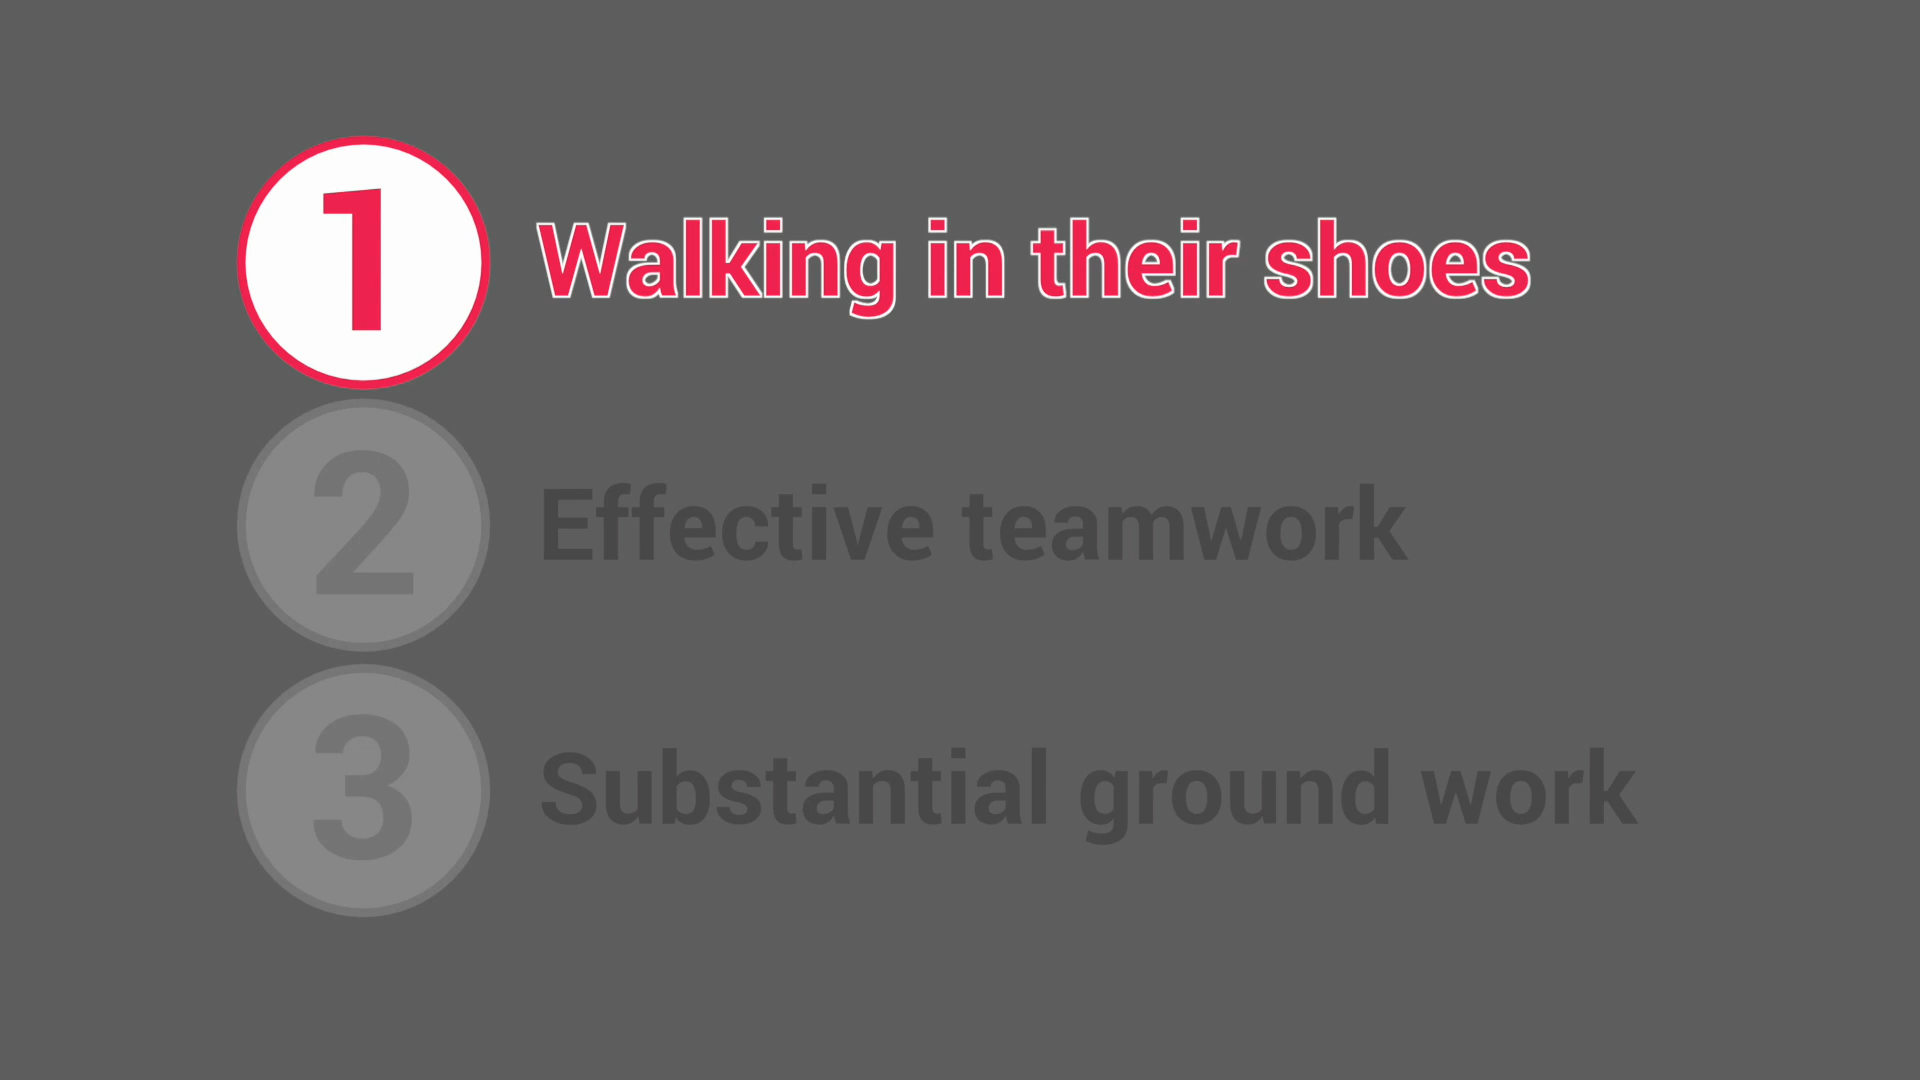 1 Walking in their shoes
2 Effective teamwork
3 Substantial ground work